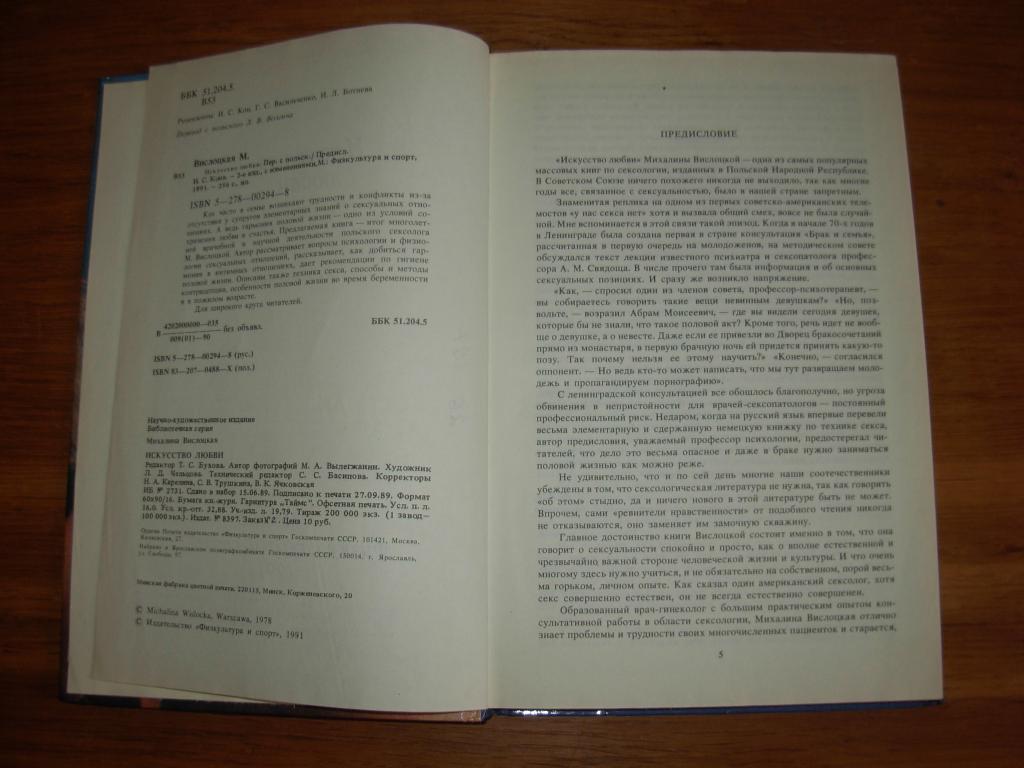 ББК 51.204.5
В53
Рецензенты: И. С. Кон, Г. С. Васильченко, И. Л. Ботнева
Перевод с польского Л. В.
Вислоцкая М.
В53
Искусство любви: Пер. с польск./ Предисл.
И. С. Кона. – 2-е изд., с изменениями. М.: Физкультура и спорт,
1991. – 256 с., ил.
ISBN 5—278—00294—8
Как часто в семье возникают трудности и конфликты из-за
отсутствия у супругов элементарных знаний о сексуальных отно-
шениях. А ведь гармония половой жизни — одно из условий со-
хранения любви и счастья. Предлагаемая книга — итог многолет-
ней врачебной и научной деятельности польского сексолога
М. Вислоцкой. Автор рассматривает вопросы психологии и физио-
логии сексуальных отношений, рассказывает, как добиться гар-
монии в интимных отношениях, дает рекомендации по гигиене
половой жизни. Описаны также техника секса, способы и методы
контрацепции, особенности половой жизни во время беременности
и в пожилом возрасте.
Для широкого круга читателей.
В 4202000000—035
009(01)—90
без объявл.
ББК 51.204.5
ISBN 5—278—00294—8 (рус.)
ISBN 83—207—0488—X (пол.)
Научно-художественное издание
Библиотечная серия
Михалина Вислоцкая
ИСКУССТВО ЛЮБВИ
Редактор Т. С. Бухова. Автор фотографий М. А. Вылегжанин. Художник
Л. Д. Чельцова. Технический редактор С. С. Басипова. Корректоры
Н. А. Карелина, С. В. Трушкина, В. К. Ячковская
ИБ № 2731. Сдано в набор 15.06.89. Подписано к печати 27.09.89. Формат
60х90/16. Бумага кн.-журн. Гарнитура „Таймс". Офсетная печать. Усл. п. л.
16,0. Усл. кр.-отт. 32,88. Уч.-изд. л. 19,79. Тираж 200 000 экз. (1 завод—
100 000 экз.). Издат. № 8397. Заказ Цена 10 руб.
Ордена Почета издательство «Физкультура и спорт» Госкомпечати СССР. 101421, Москва.
Каляевская, 27.
Набрано в Ярославском полиграфкомбинате Госкомпечати СССР. 150014, г. Ярославль,
ул. Свободы, 97.
Минская фабрика цветной печати. 220115, Минск, Корженевского, 20
© Michalina Wislocka, Warszawa, 1978
© Издательство «Физкультура и спорт», 1991
ПРЕДИСЛОВИЕ
«Искусство любви» Михалины Вислоцкой — одна из самых популярных
массовых книг по сексологии, изданных в Польской Народной Республике.
В Советском Союзе ничего похожего никогда не выходило, так как многие
годы все, связанное с сексуальностью, было в нашей стране запретным.
Знаменитая реплика на одном из первых советско-американских теле-
мостов «у нас секса нет» хотя и вызвала общий смех, вовсе не была случай-
ной. Мне вспоминается в этой связи такой эпизод. Когда в начале 70-х годов
в Ленинграде была создана первая в стране консультация «Брак и семья»,
рассчитанная в первую очередь на молодоженов, на методическом совете
обсуждался текст лекции известного психиатра и сексопатолога профес-
сора А. М. Свядоща. В числе прочего там была информация и об основных
сексуальных позициях. И сразу же возникло напряжение.
«Как, — спросил один из членов совета, профессор-психотерапевт, —
вы собираетесь говорить такие вещи невинным девушкам?» «Но, поз-
вольте, — возразил Абрам Моисеевич, — где вы видели сегодня девушек,
которые бы не знали, что такое половой акт? Кроме того, речь идет не вооб-
ще о девушке, а о невесте. Даже если ее привезли во Дворец бракосочетаний
прямо из монастыря, в первую брачную ночь ей придется принять какую-то
позу. Так почему нельзя ее этому научить?» «Конечно, — согласился
оппонент. — Но ведь кто-то может написать, что мы тут развращаем моло-
дежь и пропагандируем порнографию».
С ленинградской консультацией все обошлось благополучно, но угроза
обвинения в непристойности для врачей-сексопатологов — постоянный
профессиональный риск. Недаром, когда на русский язык впервые перевели
весьма элементарную и сдержанную немецкую книжку по технике секса,
автор предисловия, уважаемый профессор психологии, предостерегал чи-
тателей, что дело это весьма опасное и даже в браке нужно заниматься
половой жизнью как можно реже.
Не удивительно, что и по сей день многие наши соотечественники
убеждены в том, что сексологическая литература не нужна, так как говорить
«об этом» стыдно, да и ничего нового в этой литературе быть не может.
Впрочем, сами «ревнители нравственности» от подобного чтения никогда
не отказываются, оно заменяет им замочную скважину.
Главное достоинство книги Вислоцкой состоит именно в том, что она
говорит о сексуальности спокойно и просто, как о вполне естественной и
чрезвычайно важной стороне человеческой жизни и культуры. И что очень
многому здесь нужно учиться, и не обязательно на собственном, порой весь-
ма горьком, личном опыте. Как сказал один американский сексолог, хотя
секс совершенно естествен, он не всегда естественно совершенен.
Образованный врач-гинеколог с большим практическим опытом кон-
сультативной работы в области сексологии, Михалина Вислоцкая отлично
знает проблемы и трудности своих многочисленных пациенток и старается,
5